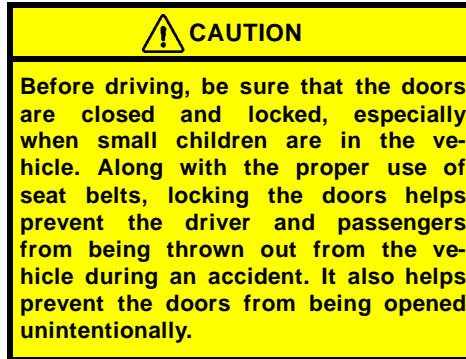 CAUTION
Before driving, be sure that the doors
are closed and locked, especially
when small children are in the ve-
hicle. Along with the proper use of
seat belts, locking the doors helps
prevent the driver and passengers
from being thrown out from the ve-
hicle during an accident. It also helps
prevent the doors from being opened
unintentionally.